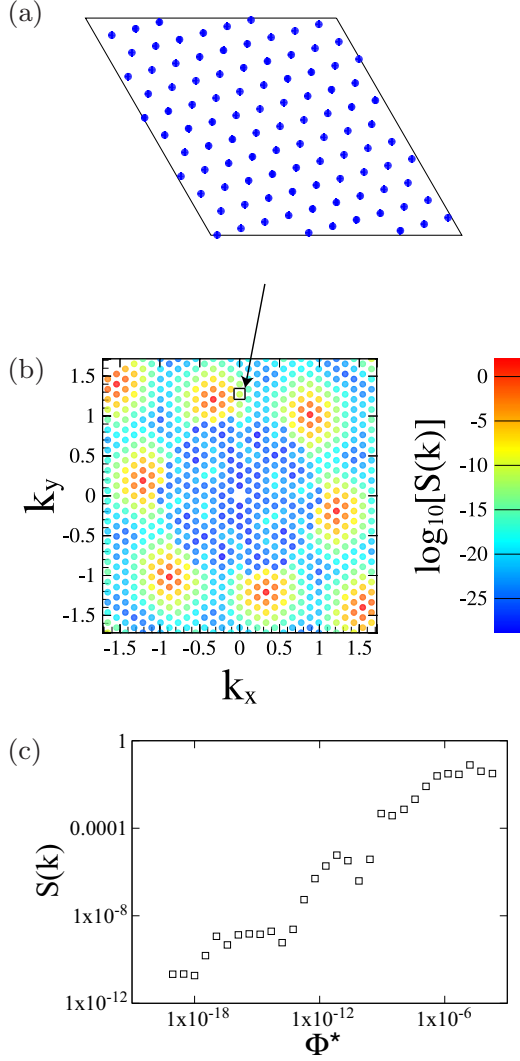 (a)
(b)
1.5
1
0.5
0
-0.5
-1
-1.5
k_y
-1.5 -1 -0.5 0 0.5 1 1.5
k_x
0
-5
-10
-15
-20
-25
log₁₀[S(k)]
(c)
1
0.0001
1x10⁻⁸
1x10⁻¹²
S(k)
1x10⁻¹⁸ 1x10⁻¹² 1x10⁻⁶
Φ*